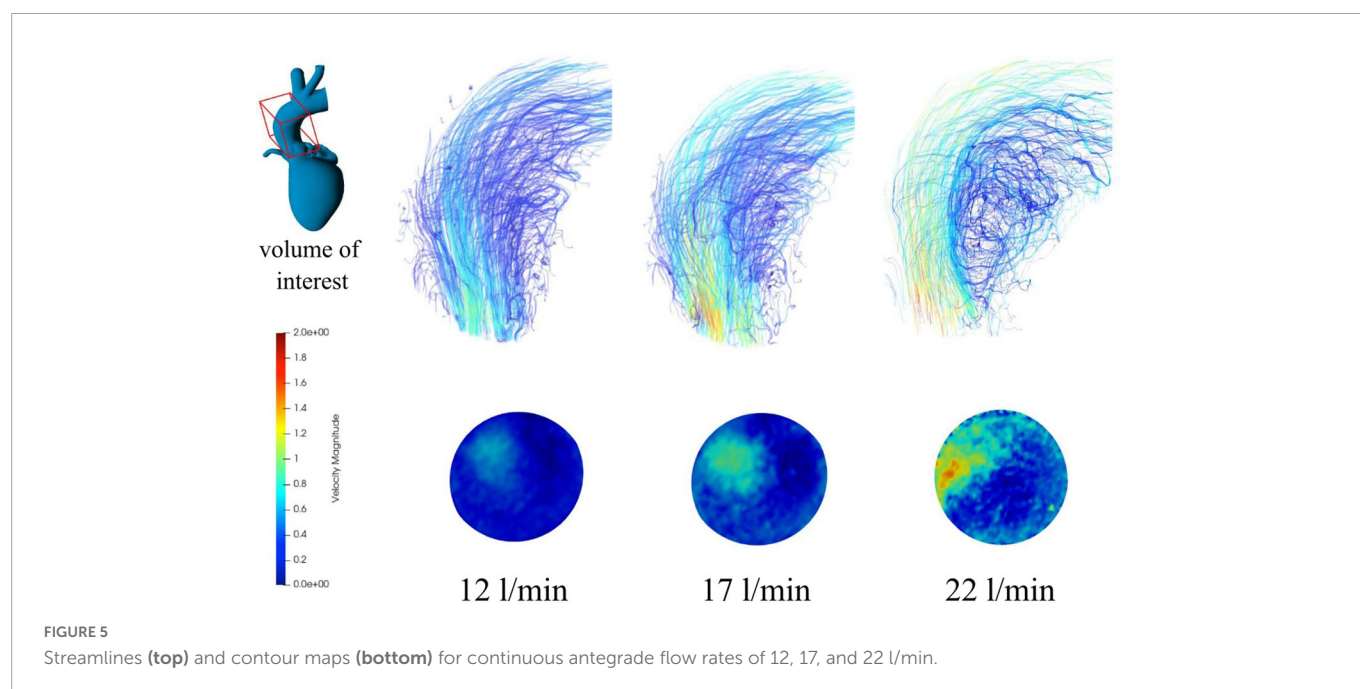 volume of
interest
2.0e+00
1.8
1.6
1.4
1.2
1
0.8
0.6
0.4
0.2
0.0e+00
Velocity Magnitude
12 l/min
17 l/min
22 l/min
FIGURE 5
Streamlines (top) and contour maps (bottom) for continuous antegrade flow rates of 12, 17, and 22 l/min.